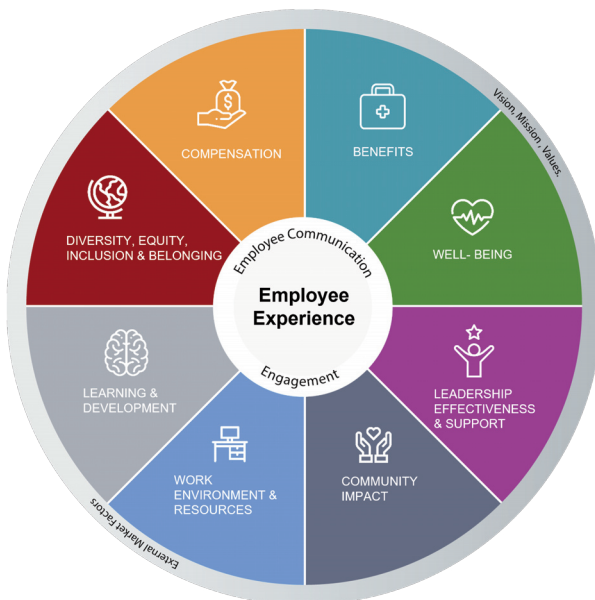 Vision, Mission , Values.
COMPENSATION
BENEFITS
DIVERSITY, EQUITY,
INCLUSION & BELONGING
WELL- BEING
Employee Communication
Employee
Experience
Engagement
LEARNING &
DEVELOPMENT
LEADERSHIP
EFFECTIVENESS
& SUPPORT
WORK
ENVIRONMENT &
RESOURCES
COMMUNITY
IMPACT
External Market Factors
$